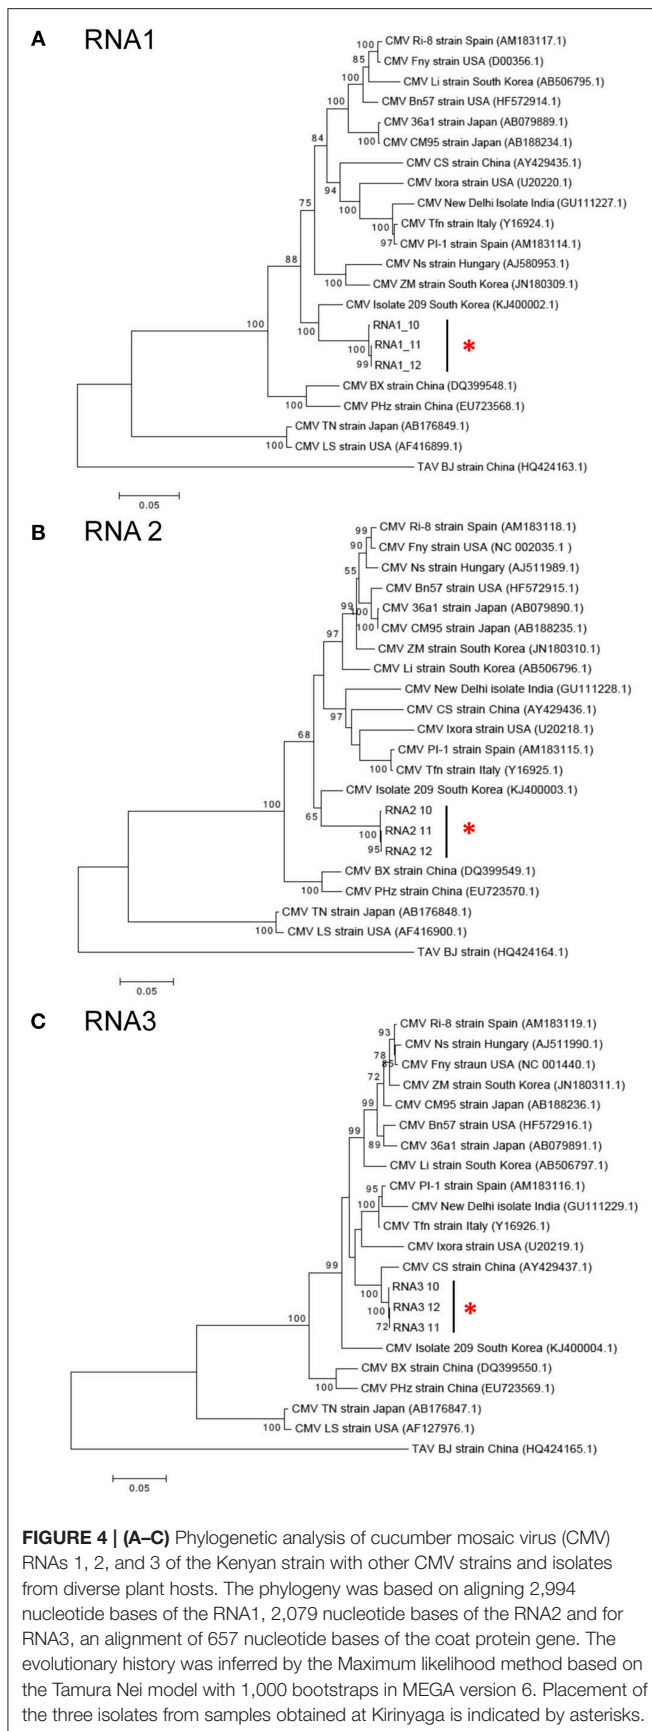 A RNA1
100 CMV Ri-8 strain Spain (AM183117.1)
85 CMV Fny strain USA (D00356.1)
100 CMV Li strain South Korea (AB506795.1)
100 CMV Bn57 strain USA (HF572914.1)
CMV 36a1 strain Japan (AB079889.1)
84 100 CMV CM95 strain Japan (AB188234.1)
CMV CS strain China (AY429435.1)
94 CMV Ixora strain USA (U20220.1)
75 100 CMV New Delhi Isolate India (GU111227.1)
100 CMV Tfn strain Italy (Y16924.1)
97 CMV PI-1 strain Spain (AM183114.1)
88 CMV Ns strain Hungary (AJ580953.1)
100 CMV ZM strain South Korea (JN180309.1)
CMV Isolate 209 South Korea (KJ400002.1)
100 100 RNA1_10
100 RNA1_11 *
99 RNA1_12
CMV BX strain China (DQ399548.1)
100 CMV PHz strain China (EU723568.1)
CMV TN strain Japan (AB176849.1)
100 CMV LS strain USA (AF416899.1)
TAV BJ strain China (HQ424163.1)
0.05
B RNA 2
99 CMV Ri-8 strain Spain (AM183118.1)
90 CMV Fny strain USA (NC 002035.1 )
55 CMV Ns strain Hungary (AJ511989.1)
CMV Bn57 strain USA (HF572915.1)
99 100 CMV 36a1 strain Japan (AB079890.1)
97 100 CMV CM95 strain Japan (AB188235.1)
CMV ZM strain South Korea (JN180310.1)
CMV Li strain South Korea (AB506796.1)
CMV New Delhi isolate India (GU111228.1)
97 CMV CS strain China (AY429436.1)
68 CMV Ixora strain USA (U20218.1)
CMV PI-1 strain Spain (AM183115.1)
100 CMV Tfn strain Italy (Y16925.1)
CMV Isolate 209 South Korea (KJ400003.1)
100 65 RNA2 10
100 RNA2 11 *
95 RNA2 12
CMV BX strain China (DQ399549.1)
100 CMV PHz strain China (EU723570.1)
CMV TN strain Japan (AB176848.1)
100 CMV LS strain USA (AF416900.1)
TAV BJ strain (HQ424164.1)
0.05
C RNA3
93 CMV Ri-8 strain Spain (AM183119.1)
CMV Ns strain Hungary (AJ511990.1)
78 85 CMV Fny straun USA (NC 001440.1)
72 CMV ZM strain South Korea (JN180311.1)
99 CMV CM95 strain Japan (AB188236.1)
CMV Bn57 strain USA (HF572916.1)
99 89 CMV 36a1 strain Japan (AB079891.1)
CMV Li strain South Korea (AB506797.1)
95 CMV PI-1 strain Spain (AM183116.1)
100 CMV New Delhi isolate India (GU111229.1)
CMV Tfn strain Italy (Y16926.1)
CMV Ixora strain USA (U20219.1)
99 CMV CS strain China (AY429437.1)
100 RNA3 10
100 RNA3 12 *
100 72 RNA3 11
CMV Isolate 209 South Korea (KJ400004.1)
CMV BX strain China (DQ399550.1)
100 CMV PHz strain China (EU723569.1)
CMV TN strain Japan (AB176847.1)
100 CMV LS strain USA (AF127976.1)
TAV BJ strain China (HQ424165.1)
0.05
FIGURE 4 | (A–C) Phylogenetic analysis of cucumber mosaic virus (CMV)
RNAs 1, 2, and 3 of the Kenyan strain with other CMV strains and isolates
from diverse plant hosts. The phylogeny was based on aligning 2,994
nucleotide bases of the RNA1, 2,079 nucleotide bases of the RNA2 and for
RNA3, an alignment of 657 nucleotide bases of the coat protein gene. The
evolutionary history was inferred by the Maximum likelihood method based on
the Tamura Nei model with 1,000 bootstraps in MEGA version 6. Placement of
the three isolates from samples obtained at Kirinyaga is indicated by asterisks.